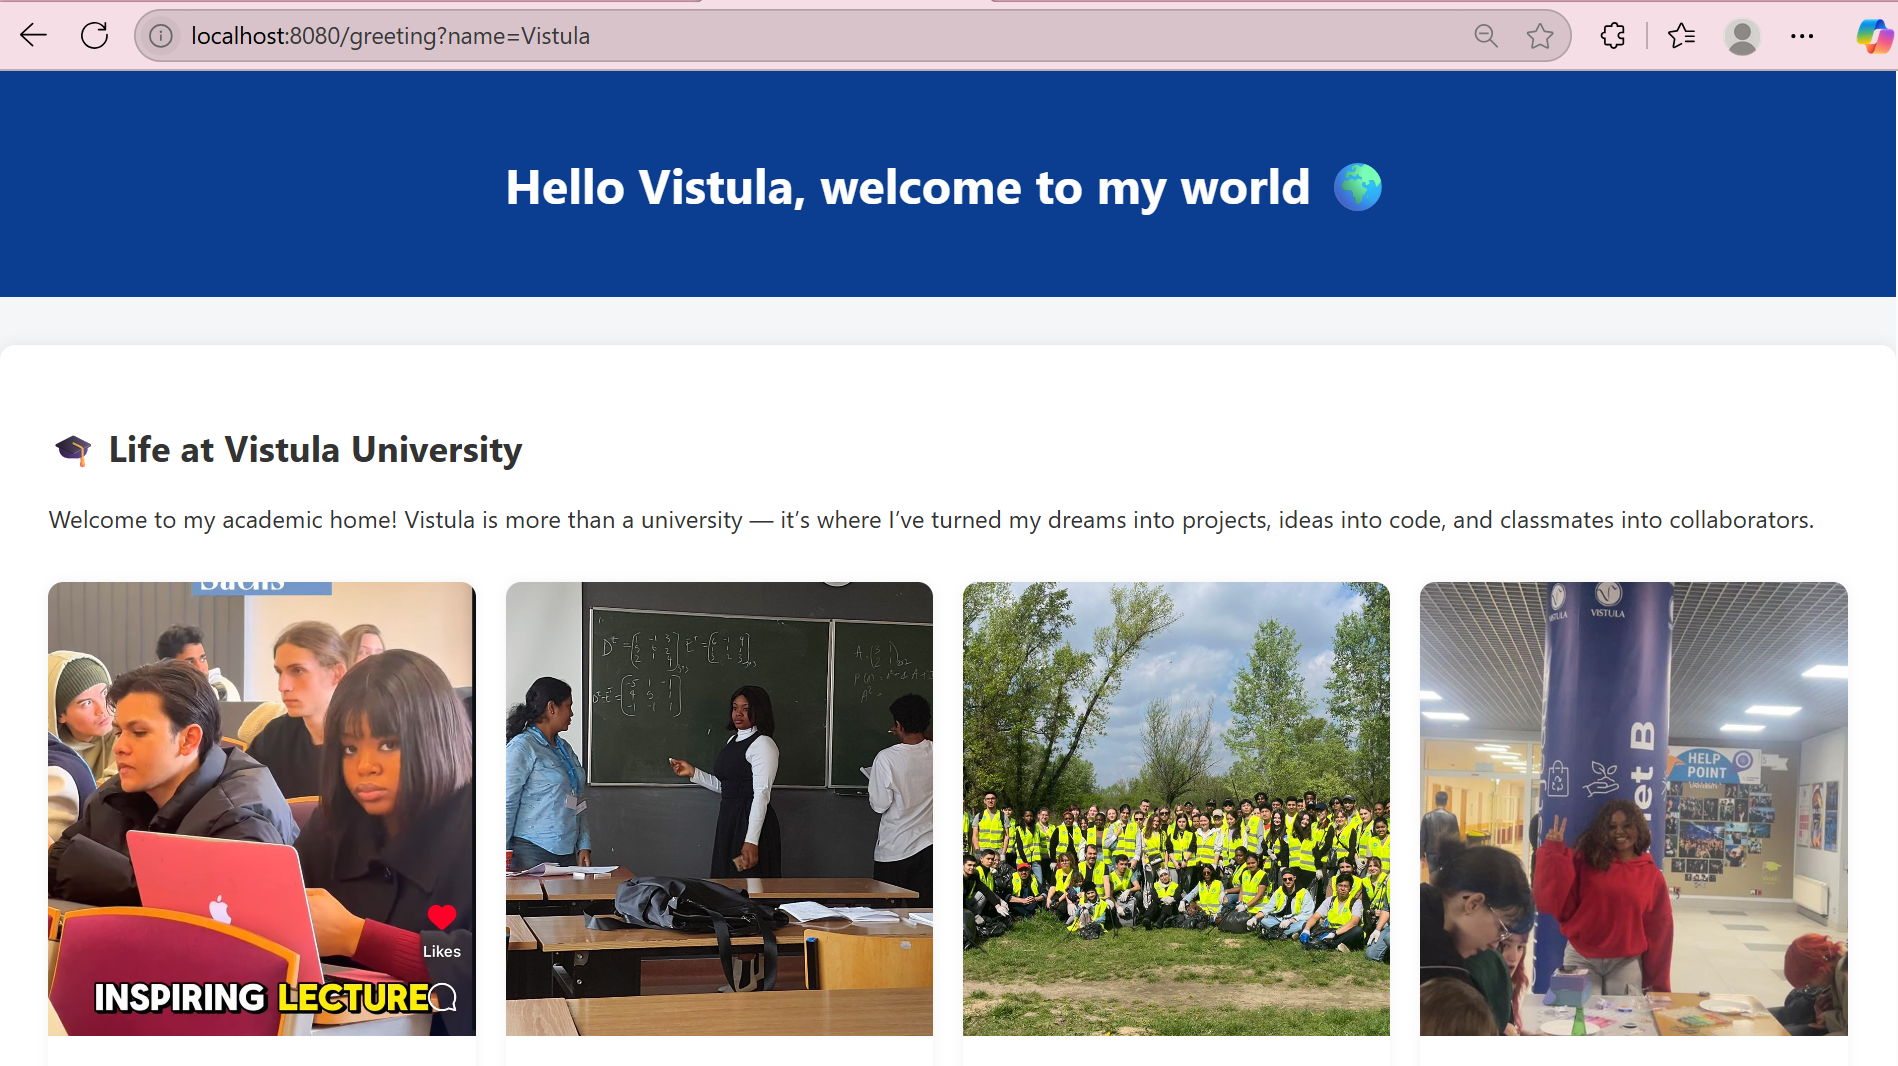 localhost:8080/greeting?name=Vistula
Hello Vistula, welcome to my world 🌍
🎓 Life at Vistula University
Welcome to my academic home! Vistula is more than a university — it’s where I’ve turned my dreams into projects, ideas into code, and classmates into collaborators.
Likes
INSPIRING LECTURE
VISTULA
HELP
POINT